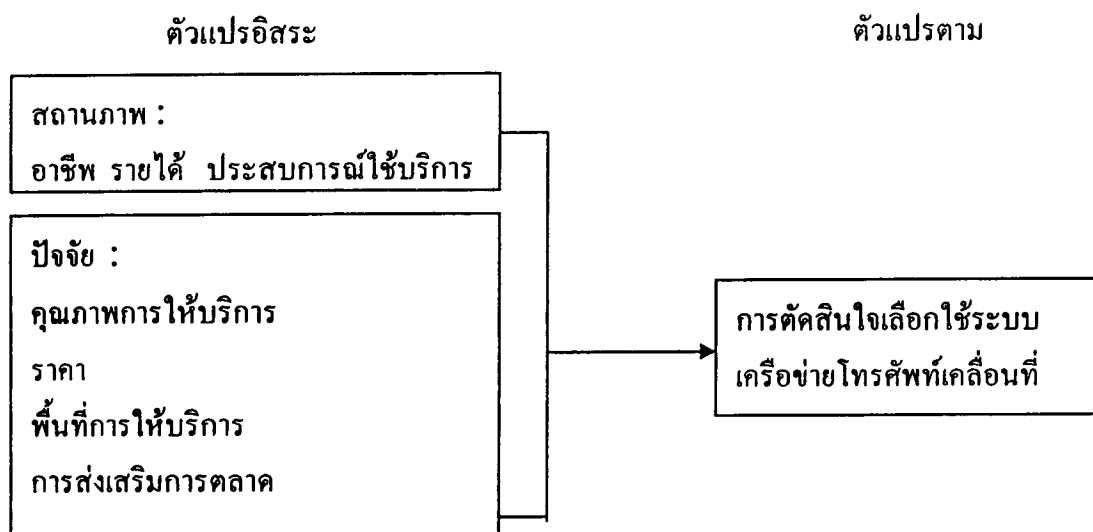 ตัวแปรอิสระ
ตัวแปรตาม
สถานภาพ :
อาชีพ รายได้ ประสบการณ์ใช้บริการ
ปัจจัย :
คุณภาพการให้บริการ
ราคา
พื้นที่การให้บริการ
การส่งเสริมการตลาด
การตัดสินใจเลือกใช้ระบบ
เครือข่ายโทรศัพท์เคลื่อนที่